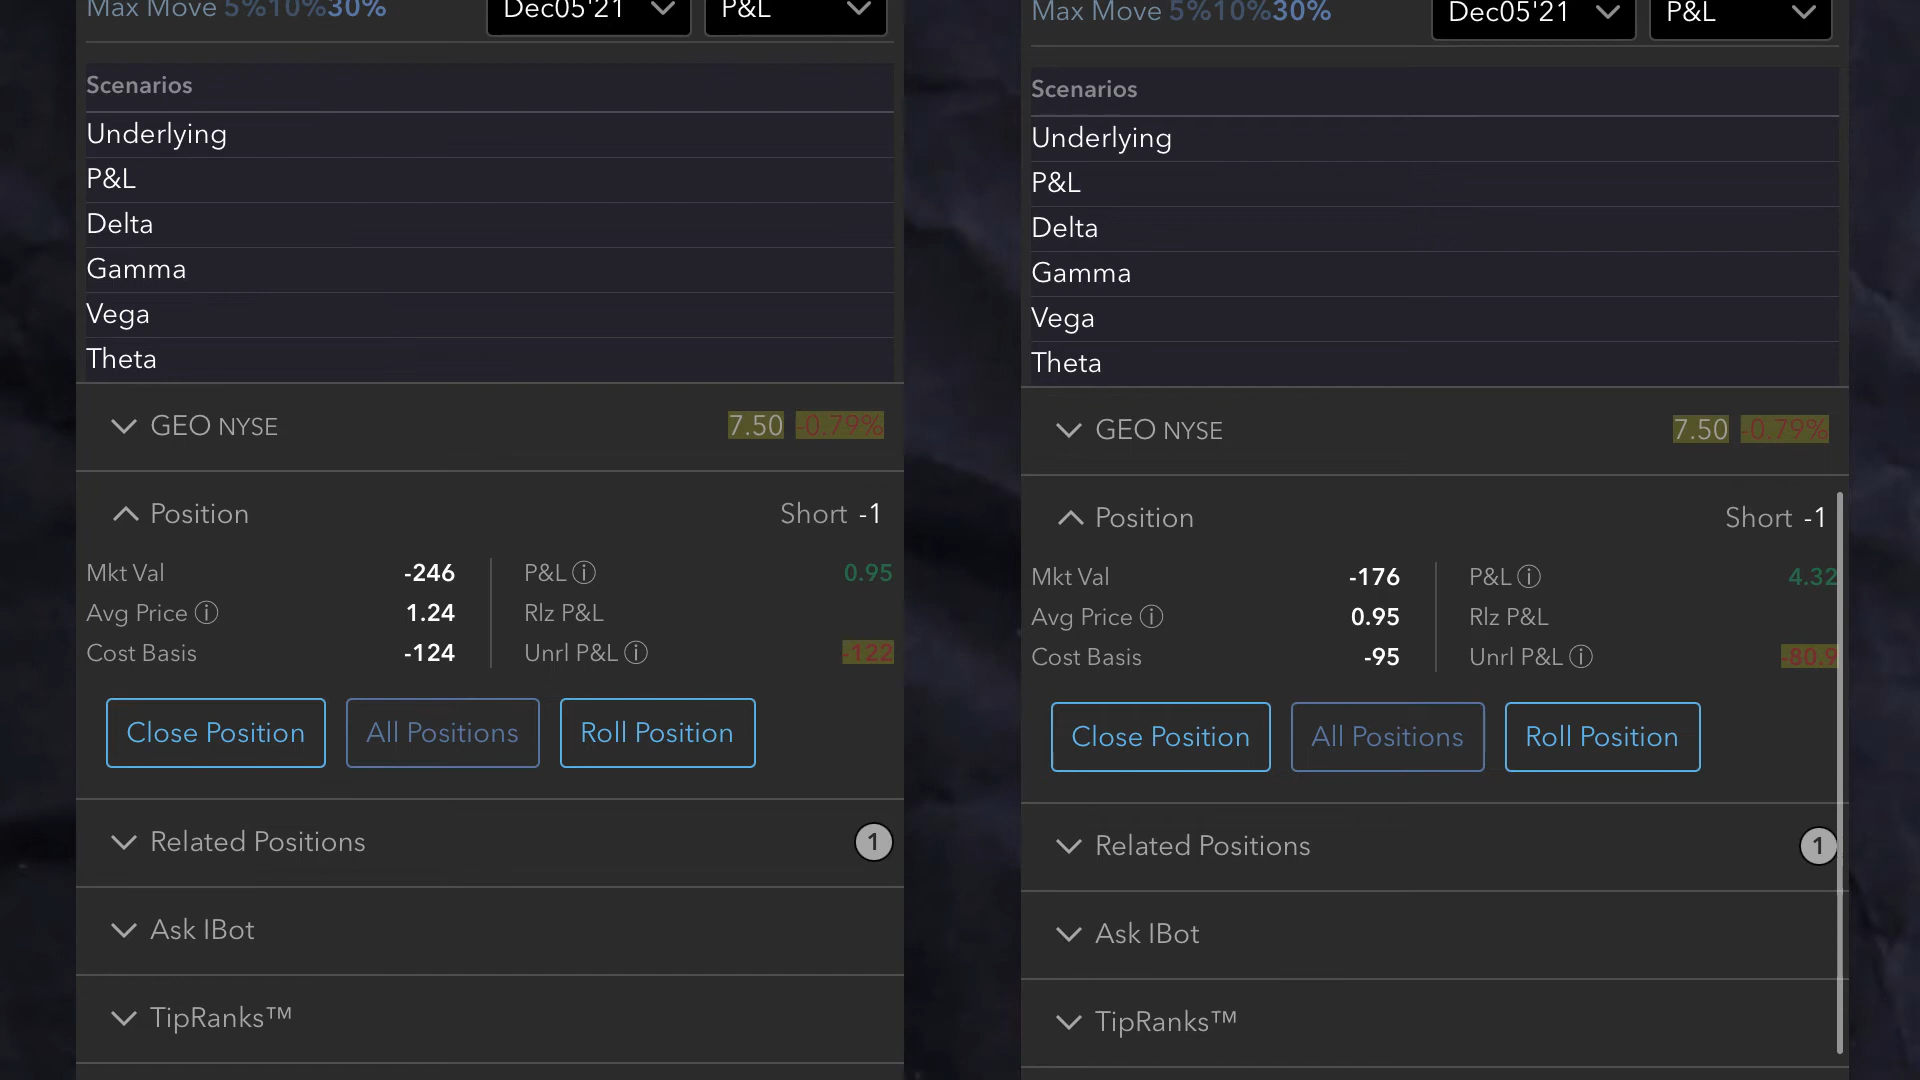 Max Move 5%10%30% Dec05'21 P&L
Scenarios
Underlying
P&L
Delta
Gamma
Vega
Theta
GEO NYSE 7.50 -0.79%
Position Short -1
Mkt Val -246 P&L 0.95
Avg Price 1.24 Rlz P&L
Cost Basis -124 Unrl P&L -122
Close Position All Positions Roll Position
Related Positions 1
Ask IBot
TipRanks™
Max Move 5%10%30% Dec05'21 P&L
Scenarios
Underlying
P&L
Delta
Gamma
Vega
Theta
GEO NYSE 7.50 -0.79%
Position Short -1
Mkt Val -176 P&L 4.32
Avg Price 0.95 Rlz P&L
Cost Basis -95 Unrl P&L -80.9
Close Position All Positions Roll Position
Related Positions 1
Ask IBot
TipRanks™